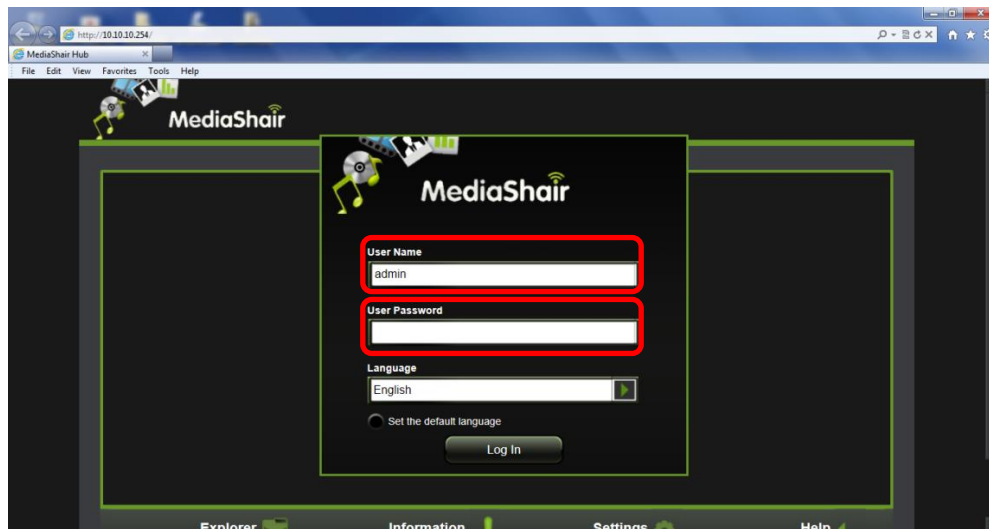 http://10.10.10.254/
MediaShair Hub
File Edit View Favorites Tools Help
MediaShair
MediaShair
User Name
admin
User Password
Language
English
Set the default language
Log In
Explorer Information Settings Help